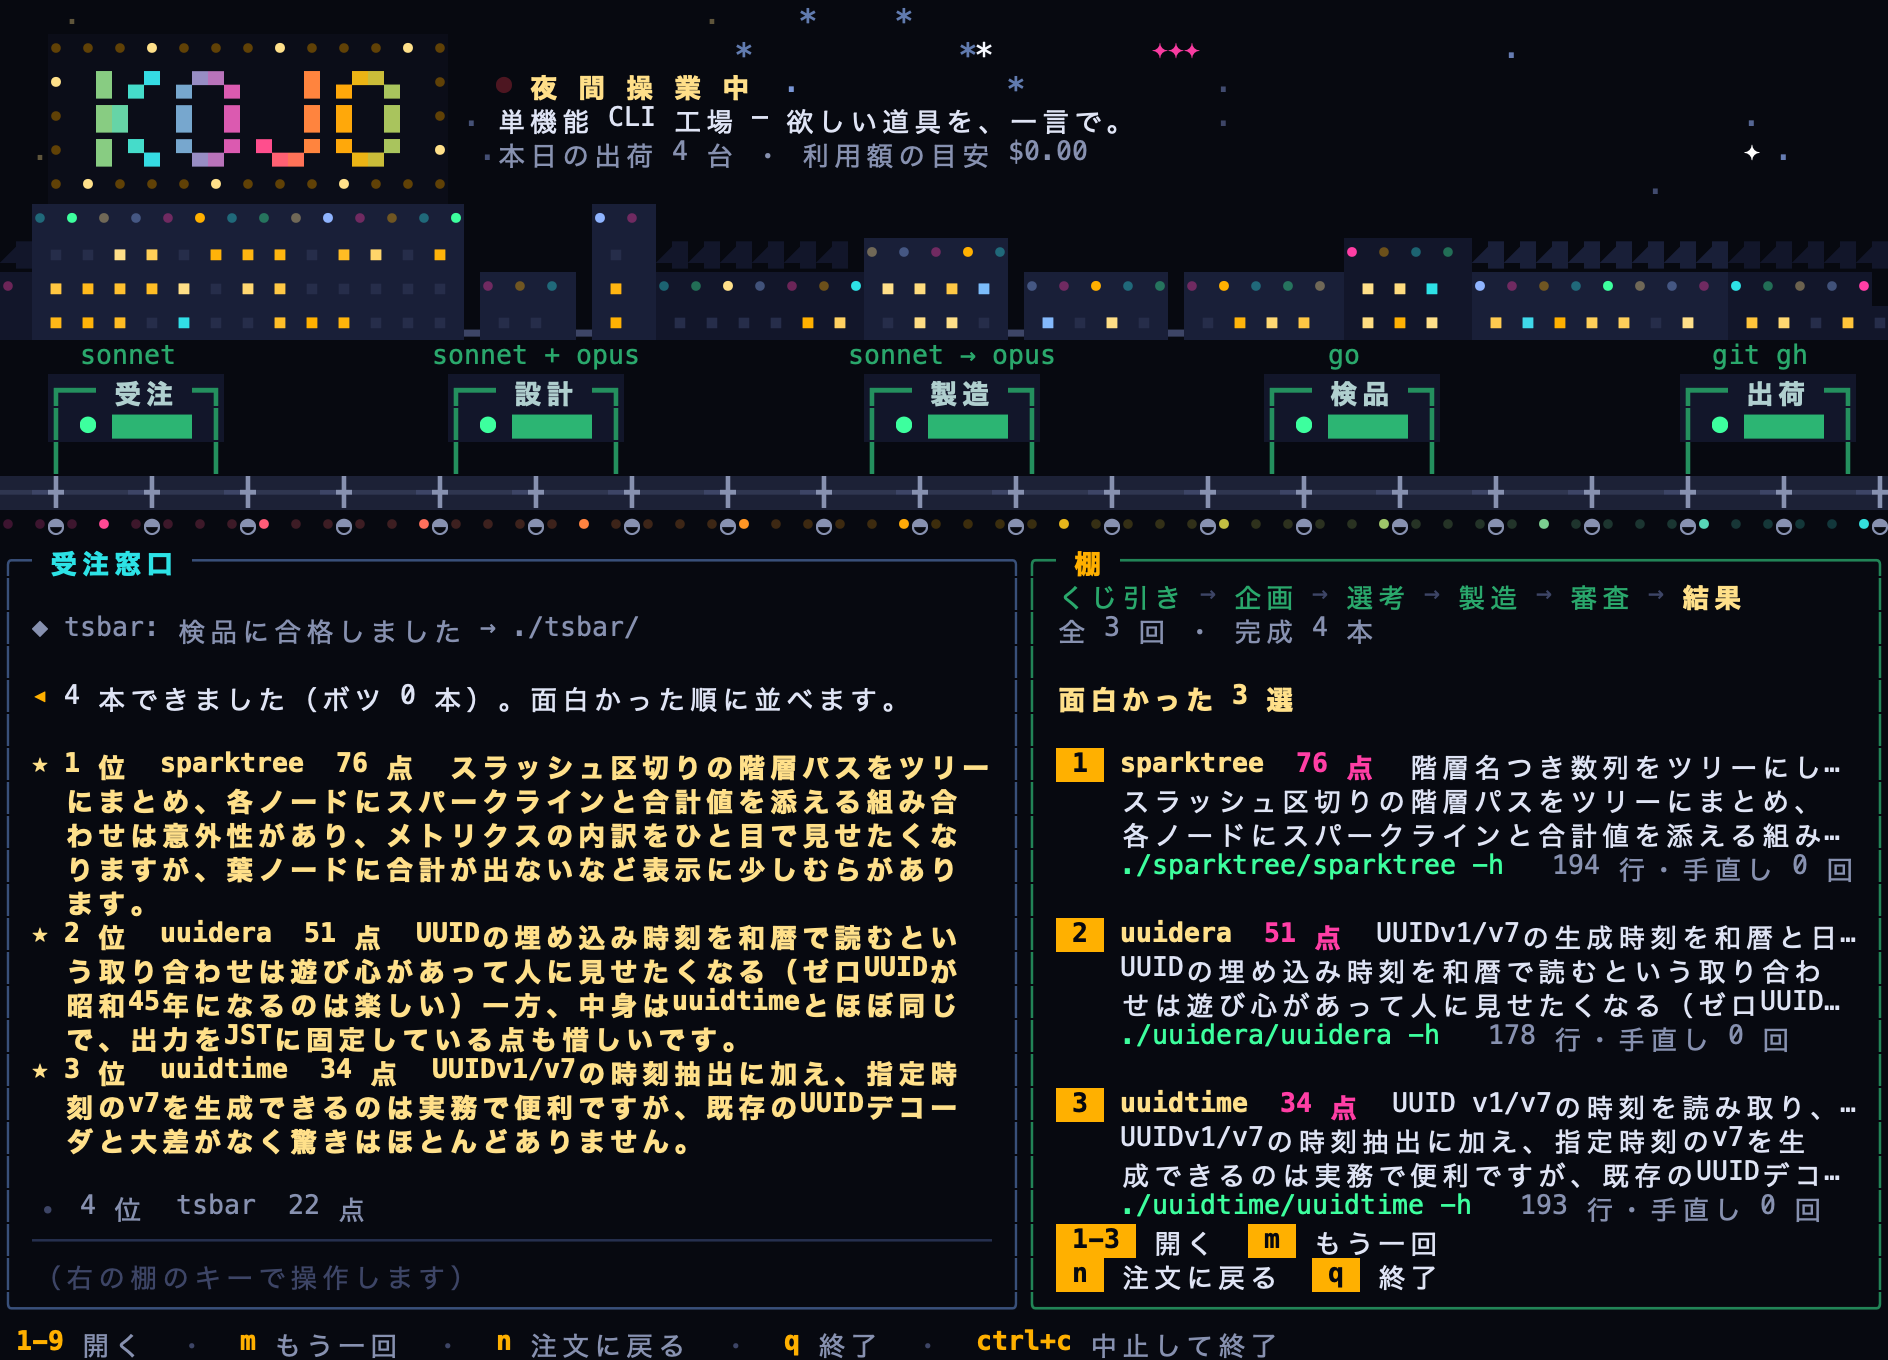 KOJO
夜間操業中
単機能 CLI 工場 — 欲しい道具を、一言で。
本日の出荷 4 台 · 利用額の目安 $0.00
sonnet sonnet + opus sonnet → opus go git gh
受注 設計 製造 検品 出荷
受注窓口
◆ tsbar: 検品に合格しました → ./tsbar/
◂ 4 本できました（ボツ 0 本）。面白かった順に並べます。
★ 1 位 sparktree 76 点 スラッシュ区切りの階層パスをツリー
にまとめ、各ノードにスパークラインと合計値を添える組み合
わせは意外性があり、メトリクスの内訳をひと目で見せたくな
りますが、葉ノードに合計が出ないなど表示に少しむらがあり
ます。
★ 2 位 uuidera 51 点 UUIDの埋め込み時刻を和暦で読むとい
う取り合わせは遊び心があって人に見せたくなる（ゼロUUIDが
昭和45年になるのは楽しい）一方、中身はuuidtimeとほぼ同じ
で、出力をJSTに固定している点も惜しいです。
★ 3 位 uuidtime 34 点 UUIDv1/v7の時刻抽出に加え、指定時
刻のv7を生成できるのは実務で便利ですが、既存のUUIDデコー
ダと大差がなく驚きはほとんどありません。
• 4 位 tsbar 22 点
（右の棚のキーで操作します）
棚
くじ引き → 企画 → 選考 → 製造 → 審査 → 結果
全 3 回 · 完成 4 本
面白かった 3 選
1 sparktree 76 点 階層名つき数列をツリーにし…
スラッシュ区切りの階層パスをツリーにまとめ、
各ノードにスパークラインと合計値を添える組み…
./sparktree/sparktree -h 194 行・手直し 0 回
2 uuidera 51 点 UUIDv1/v7の生成時刻を和暦と日…
UUIDの埋め込み時刻を和暦で読むという取り合わ
せは遊び心があって人に見せたくなる（ゼロUUID…
./uuidera/uuidera -h 178 行・手直し 0 回
3 uuidtime 34 点 UUID v1/v7の時刻を読み取り、…
UUIDv1/v7の時刻抽出に加え、指定時刻のv7を生
成できるのは実務で便利ですが、既存のUUIDデコ…
./uuidtime/uuidtime -h 193 行・手直し 0 回
1-3 開く m もう一回
n 注文に戻る q 終了
1-9 開く · m もう一回 · n 注文に戻る · q 終了 · ctrl+c 中止して終了